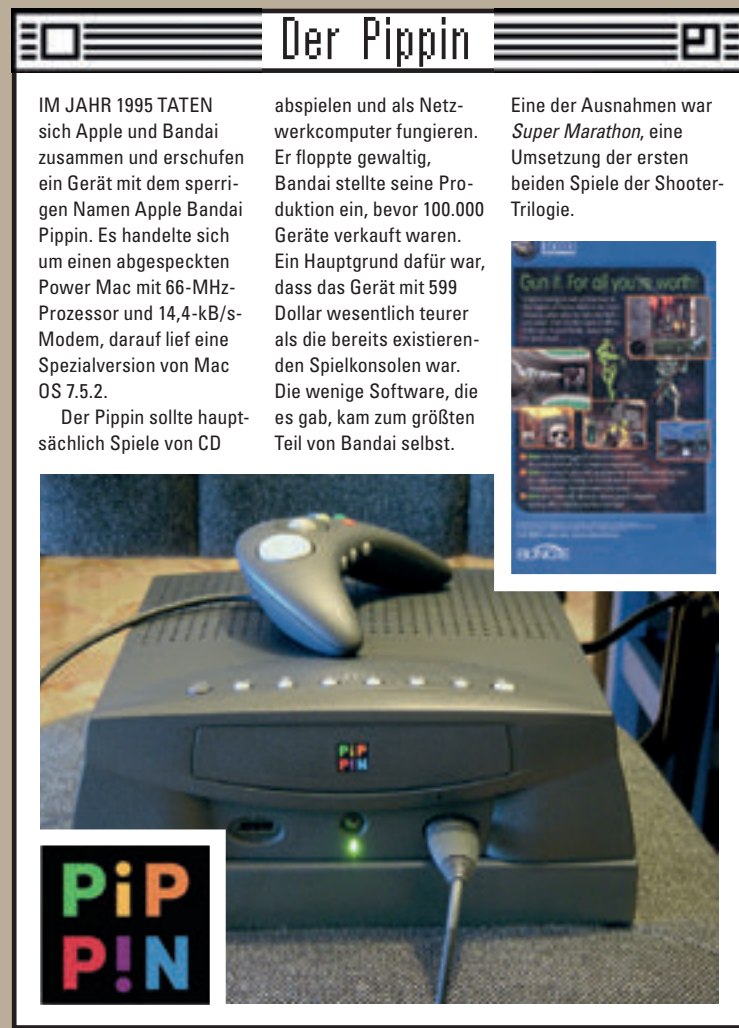 Der Pippin
IM JAHR 1995 TATEN
sich Apple und Bandai
zusammen und erschufen
ein Gerät mit dem sperri-
gen Namen Apple Bandai
Pippin. Es handelte sich
um einen abgespeckten
Power Mac mit 66-MHz-
Prozessor und 14,4-kB/s-
Modem, darauf lief eine
Spezialversion von Mac
OS 7.5.2.
Der Pippin sollte haupt-
sächlich Spiele von CD
abspielen und als Netz-
werkcomputer fungieren.
Er floppte gewaltig,
Bandai stellte seine Pro-
duktion ein, bevor 100.000
Geräte verkauft waren.
Ein Hauptgrund dafür war,
dass das Gerät mit 599
Dollar wesentlich teurer
als die bereits existieren-
den Spielkonsolen war.
Die wenige Software, die
es gab, kam zum größten
Teil von Bandai selbst.
Eine der Ausnahmen war
Super Marathon, eine
Umsetzung der ersten
beiden Spiele der Shooter-
Trilogie.
Gun it. For all you're worth!
BUNGIE
PiP
P!N
PiP
P!N